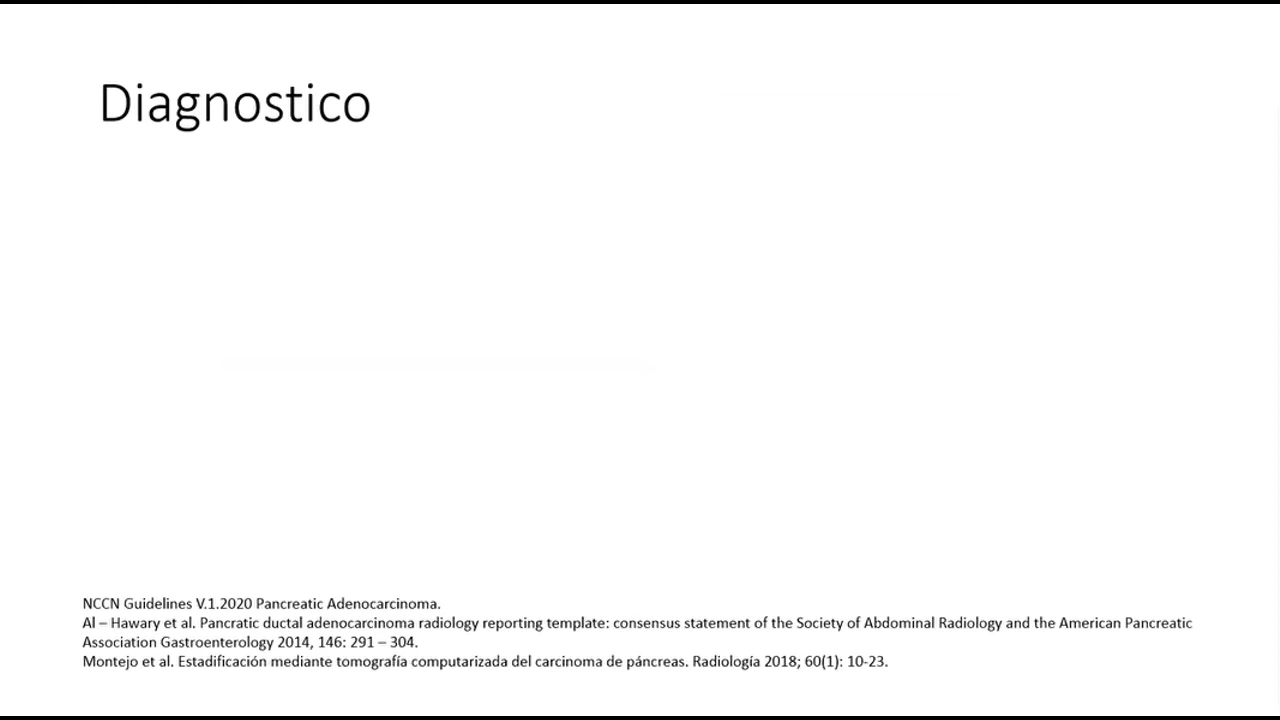 Diagnostico
NCCN Guidelines V.1.2020 Pancreatic Adenocarcinoma.
Al – Hawary et al. Pancratic ductal adenocarcinoma radiology reporting template: consensus statement of the Society of Abdominal Radiology and the American Pancreatic
Association Gastroenterology 2014, 146: 291 – 304.
Montejo et al. Estadificación mediante tomografía computarizada del carcinoma de páncreas. Radiología 2018; 60(1): 10-23.